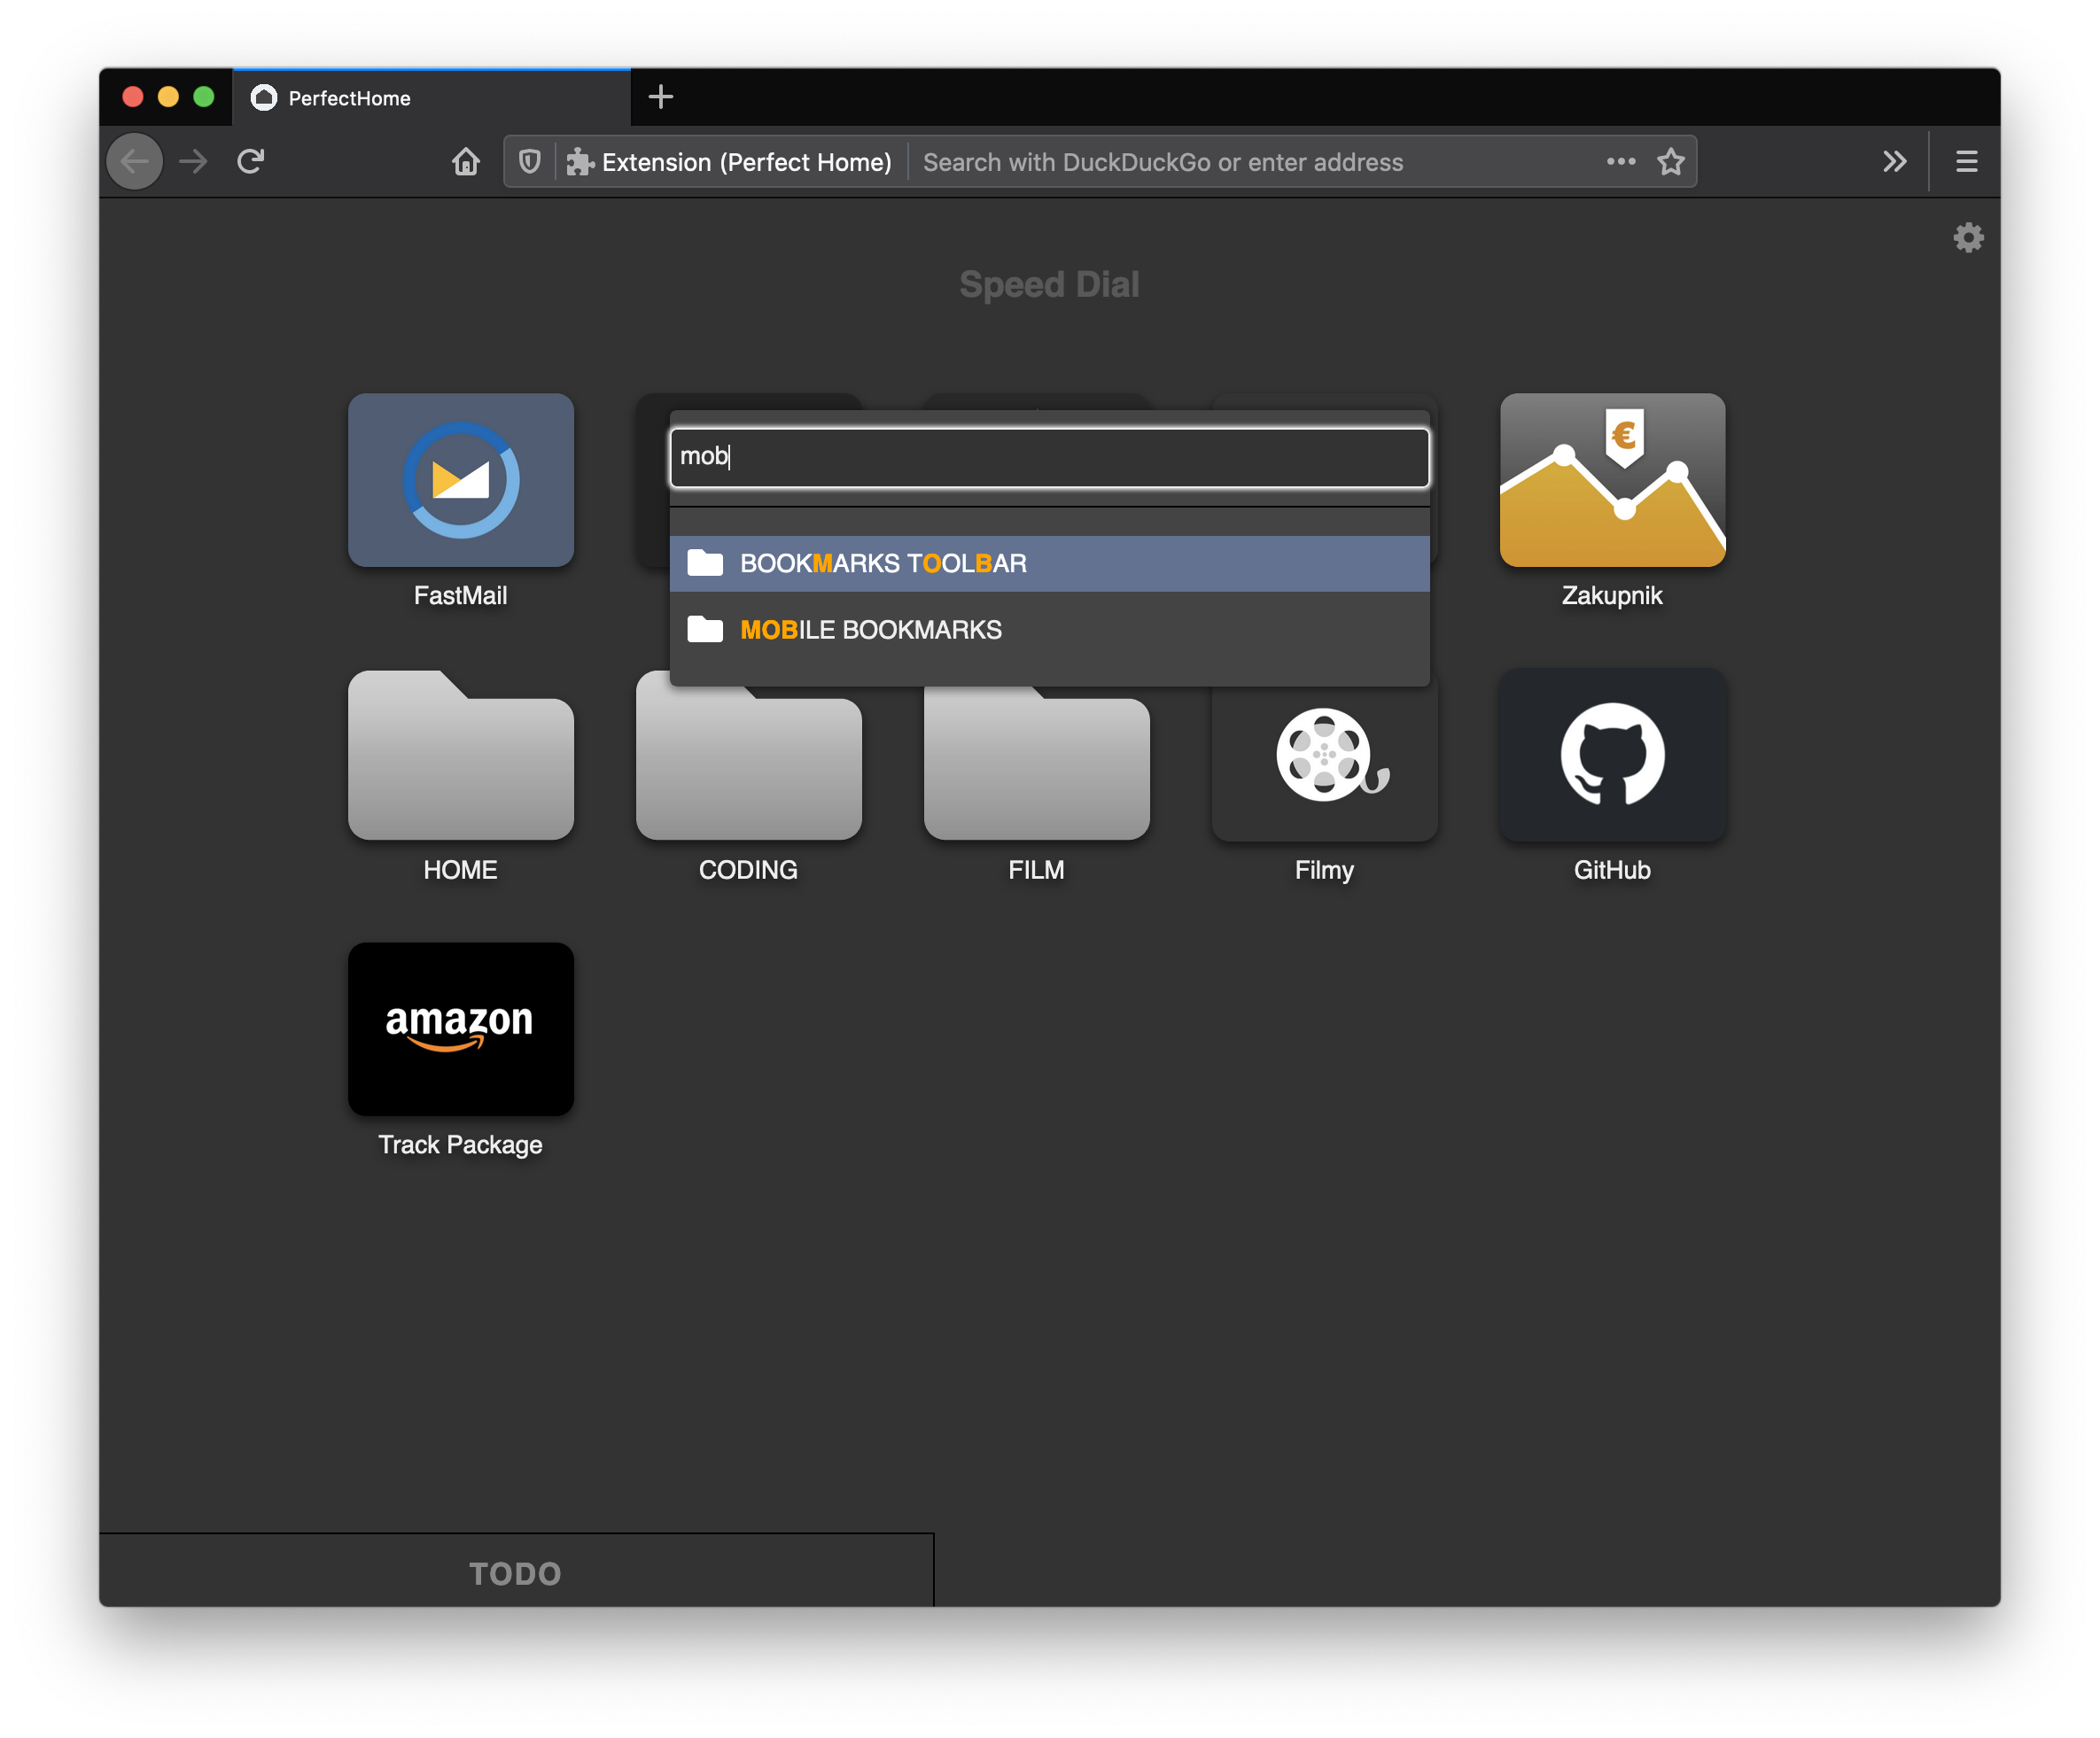 PerfectHome
Extension (Perfect Home) Search with DuckDuckGo or enter address
Speed Dial
mob
BOOKMARKS TOOLBAR
MOBILE BOOKMARKS
€
FastMail
Zakupnik
HOME
CODING
FILM
Filmy
GitHub
amazon
Track Package
TODO